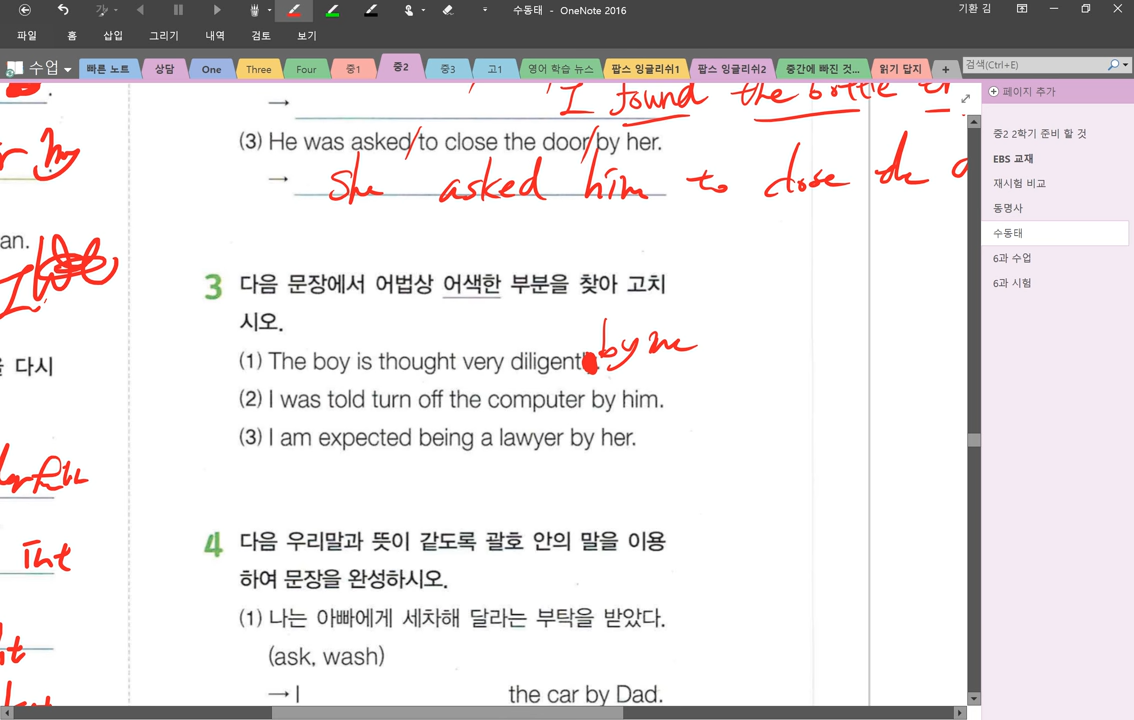 수동태 - OneNote 2016
기환 김
파일 홈 삽입 그리기 내역 검토 보기
수업 빠른 노트 상담 One Three Four 중1 중2 중3 고1 영어 학습 뉴스 팝스 잉글리쉬1 팝스 잉글리쉬2 중간에 빠진 것... 읽기 답지 +
검색(Ctrl+E)
페이지 추가
중2 2학기 준비 할 것
EBS 교재
재시험 비교
동명사
수동태
6과 수업
6과 시험
→ I found the bottle
(3) He was asked/to close the door/by her.
→ She asked him to close the
an.
다시
3 다음 문장에서 어법상 어색한 부분을 찾아 고치
시오.
(1) The boy is thought very diligent by me
(2) I was told turn off the computer by him.
(3) I am expected being a lawyer by her.
4 다음 우리말과 뜻이 같도록 괄호 안의 말을 이용
하여 문장을 완성하시오.
(1) 나는 아빠에게 세차해 달라는 부탁을 받았다.
(ask, wash)
→ I the car by Dad.